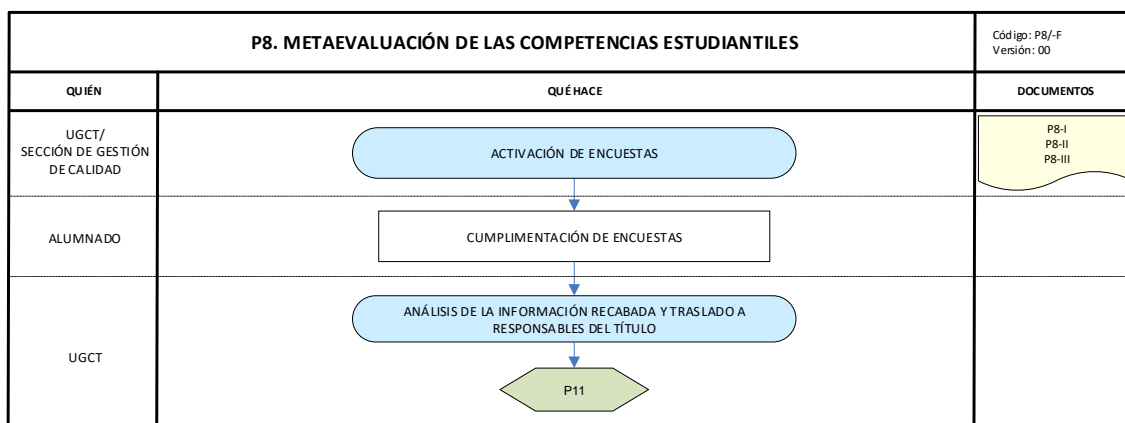 P8. METAEVALUACIÓN DE LAS COMPETENCIAS ESTUDIANTILES
Código: P8/-F
Versión: 00
QUIÉN
QUÉ HACE
DOCUMENTOS
UGCT/
SECCIÓN DE GESTIÓN
DE CALIDAD
ACTIVACIÓN DE ENCUESTAS
P8-I
P8-II
P8-III
ALUMNADO
CUMPLIMENTACIÓN DE ENCUESTAS
UGCT
ANÁLISIS DE LA INFORMACIÓN RECABADA Y TRASLADO A
RESPONSABLES DEL TÍTULO
P11